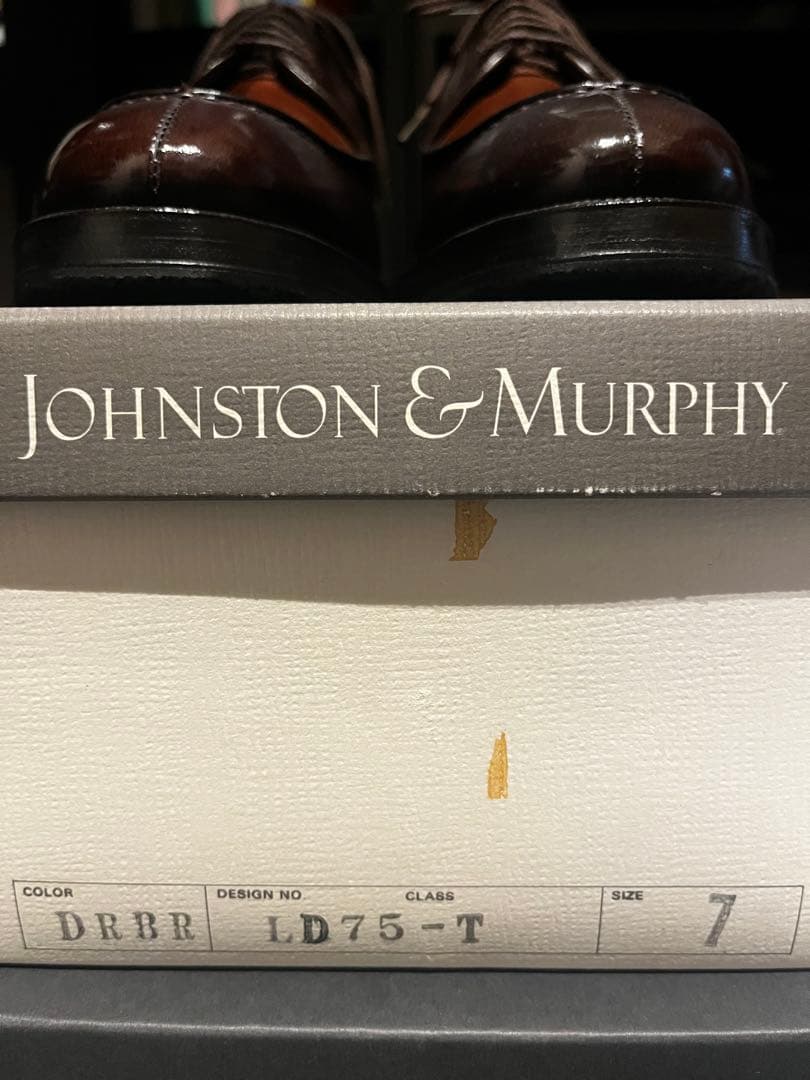 JOHNSTON & MURPHY
COLOR DESIGN NO. CLASS SIZE
DRBR LD75-T 7